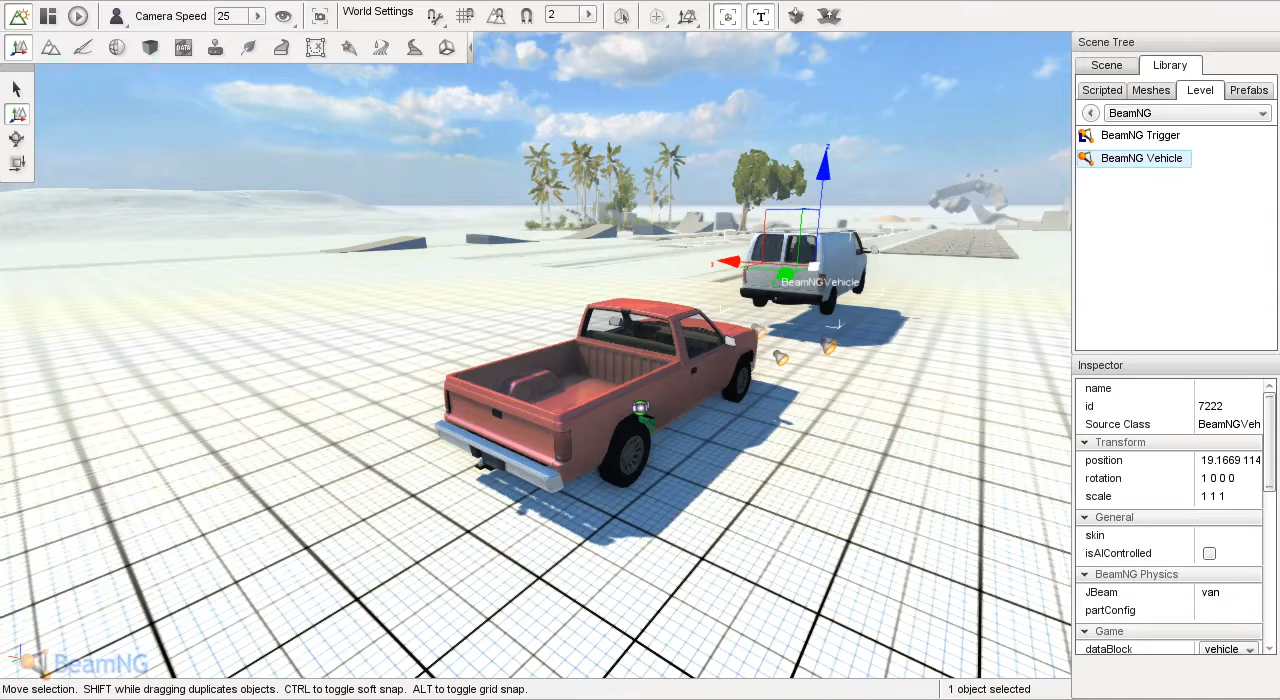 Camera Speed 25 World Settings 2 T
Scene Tree
Scene Library
Scripted Meshes Level Prefabs
BeamNG
BeamNG Trigger
BeamNG Vehicle
DATA
z
x
BeamNGVehicle
Inspector
name
id 7222
Source Class BeamNGVeh
Transform
position 19.1669 114
rotation 1 0 0 0
scale 1 1 1
General
skin
isAIControlled
BeamNG Physics
JBeam van
partConfig
Game
dataBlock vehicle
BeamNG
Move selection. SHIFT while dragging duplicates objects. CTRL to toggle soft snap. ALT to toggle grid snap. 1 object selected